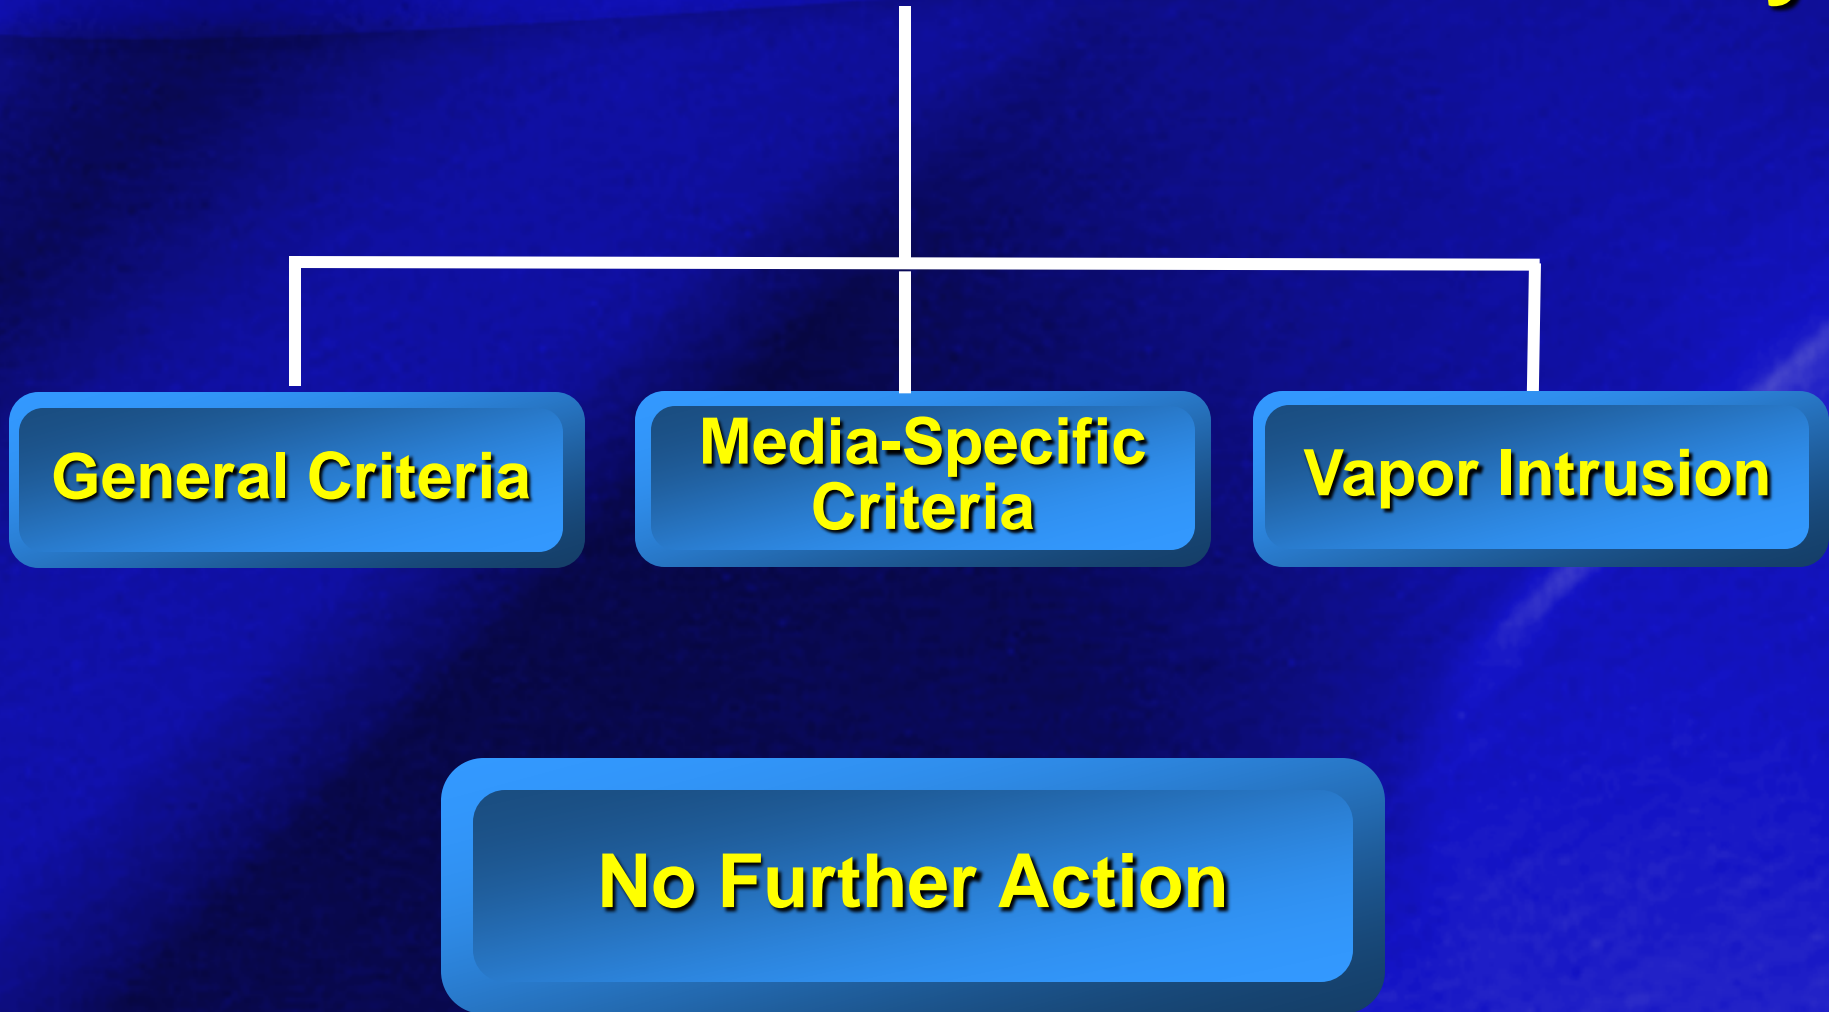 General Criteria
Media-Specific
Criteria
Vapor Intrusion
No Further Action